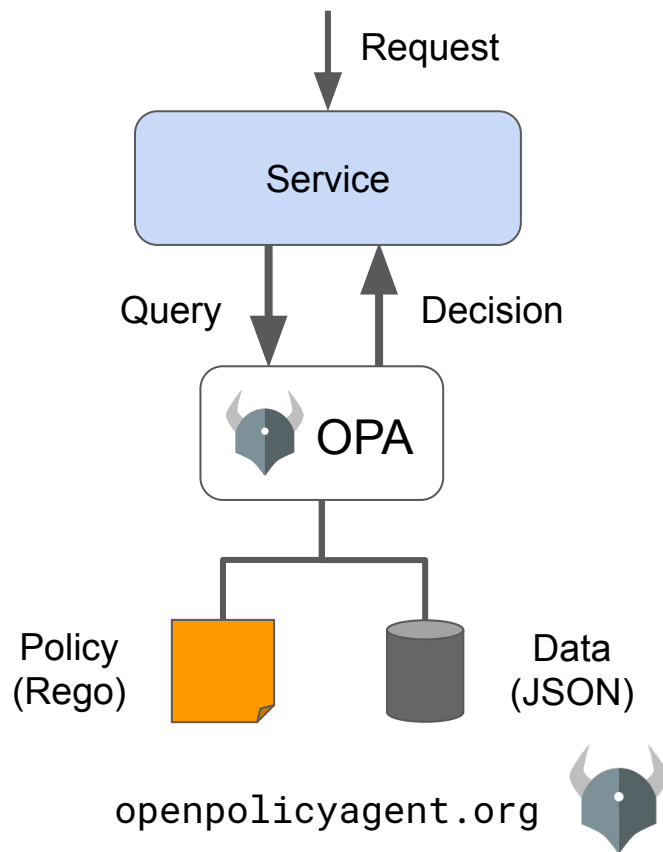 Request
Service
Query
Decision
OPA
Policy
(Rego)
Data
(JSON)
openpolicyagent.org